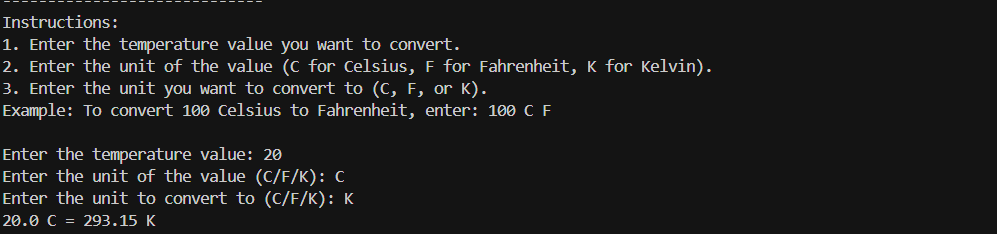 -----------------------------
Instructions:
1. Enter the temperature value you want to convert.
2. Enter the unit of the value (C for Celsius, F for Fahrenheit, K for Kelvin).
3. Enter the unit you want to convert to (C, F, or K).
Example: To convert 100 Celsius to Fahrenheit, enter: 100 C F

Enter the temperature value: 20
Enter the unit of the value (C/F/K): C
Enter the unit to convert to (C/F/K): K
20.0 C = 293.15 K